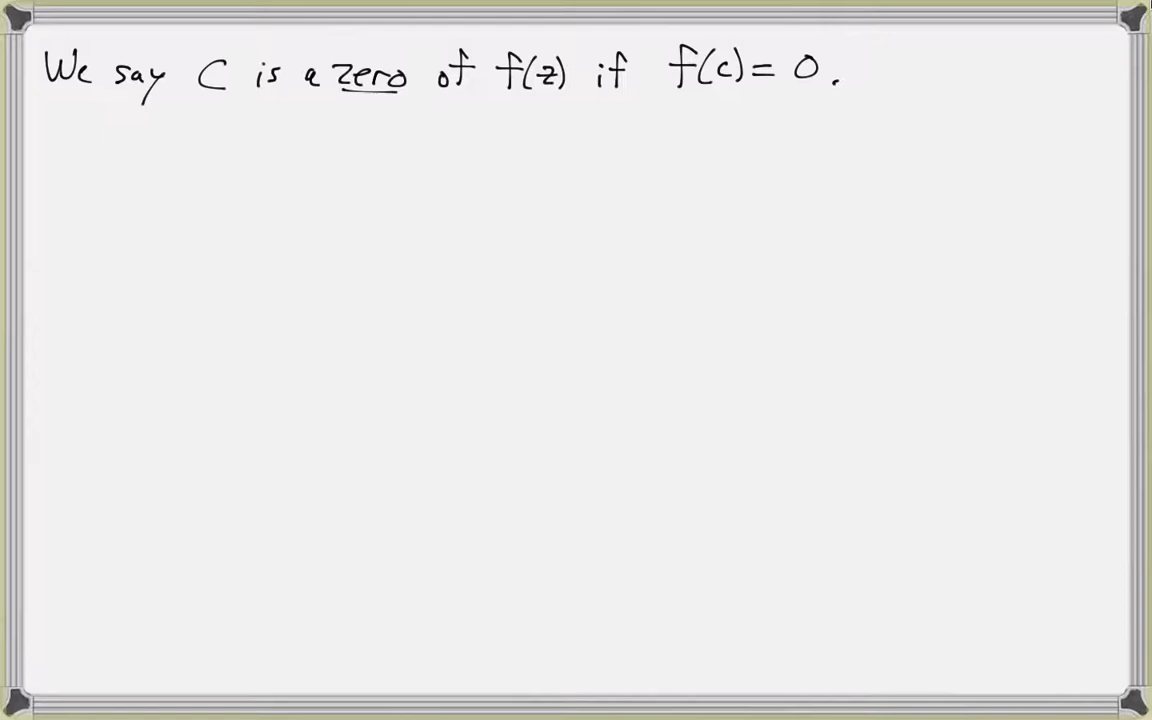 We say C is a zero of f(z) if f(c) = 0.